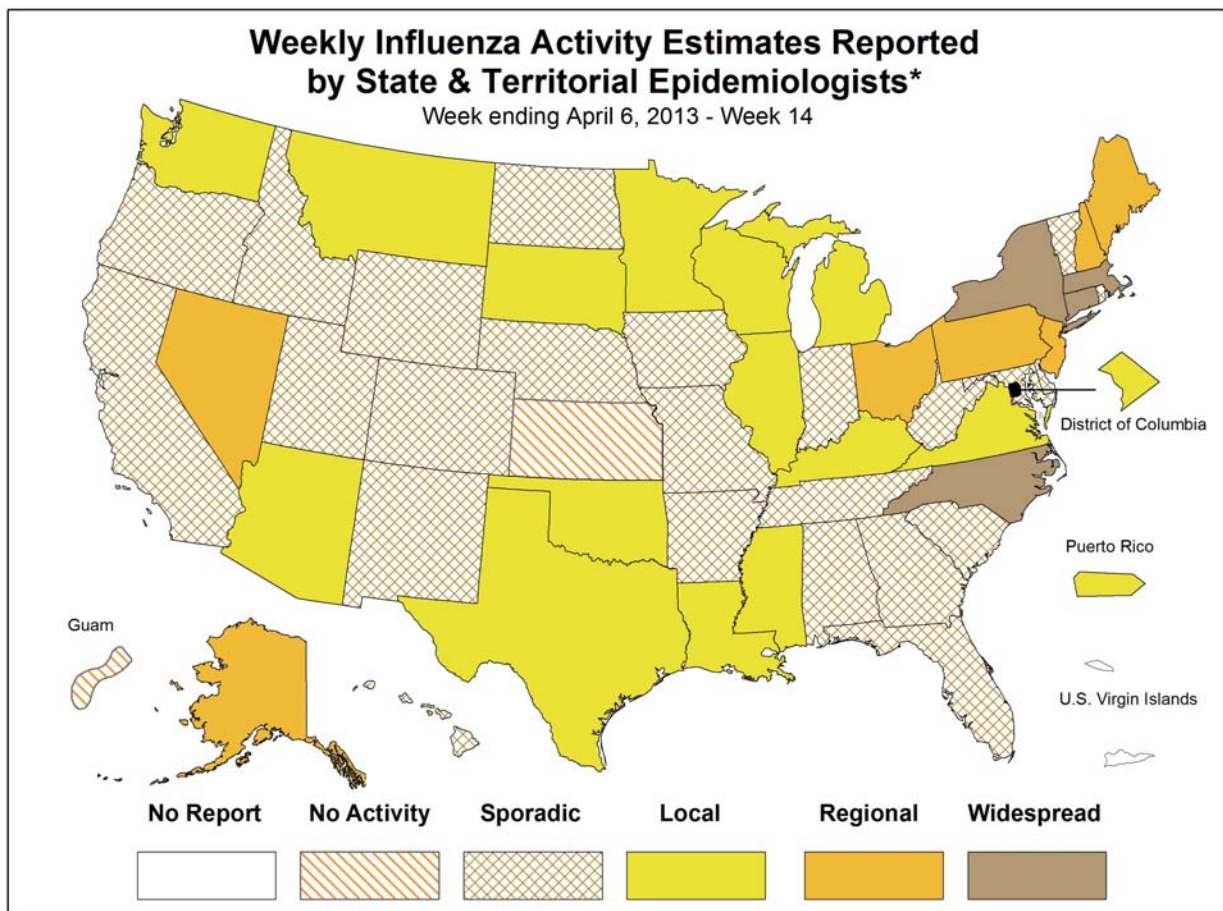 Weekly Influenza Activity Estimates Reported
by State & Territorial Epidemiologists*
Week ending April 6, 2013 - Week 14
District of Columbia
Puerto Rico
Guam
U.S. Virgin Islands
No Report No Activity Sporadic Local Regional Widespread